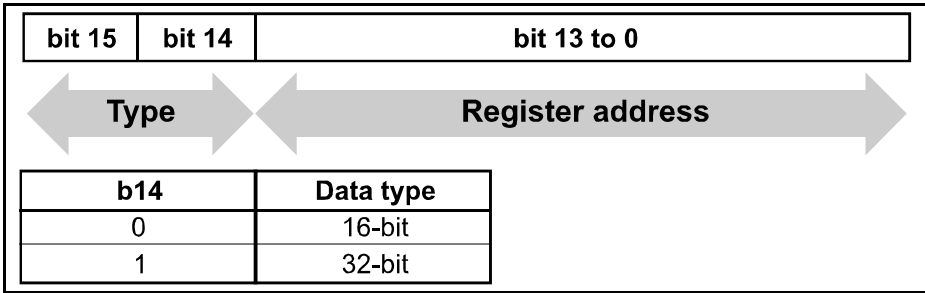 bit 15 bit 14 bit 13 to 0
Type Register address
b14 Data type
0 16-bit
1 32-bit